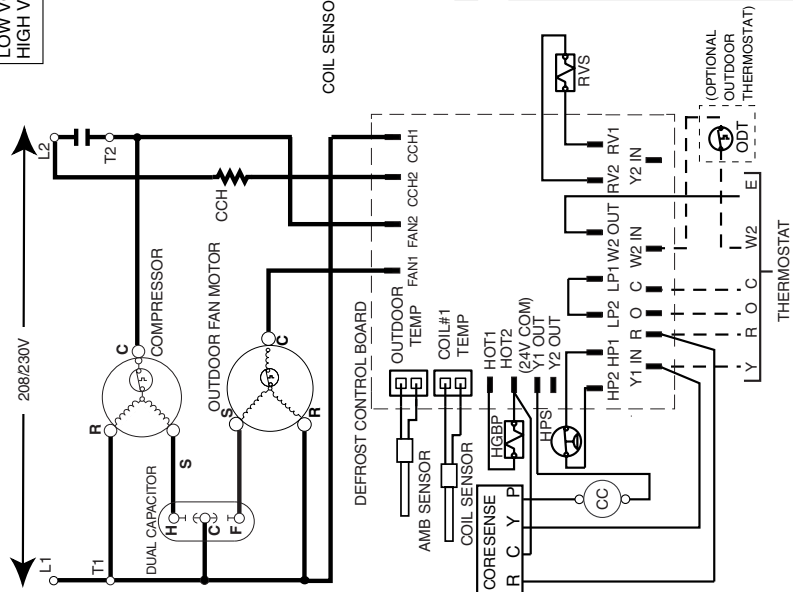 LOW V
HIGH V
208/230V
L1
L2
T1
T2
R
C
COMPRESSOR
S
DUAL CAPACITOR
H
C
F
OUTDOOR FAN MOTOR
S
C
R
CCH
COIL SENSO
DEFROST CONTROL BOARD
FAN1
FAN2
CCH2
CCH1
OUTDOOR
TEMP
AMB SENSOR
COIL#1
TEMP
COIL SENSOR
HOT1
HOT2
(24V COM)
Y1 OUT
Y2 OUT
HGBP
HPS
HP2
HP1
LP2
LP1
W2 OUT
RV2
RV1
RVS
Y1 IN
R
O
C
W2 IN
Y2 IN
CORESENSE
R
C
Y
P
CC
(OPTIONAL
OUTDOOR
THERMOSTAT)
ODT
Y
R
O
C
W2
E
THERMOSTAT